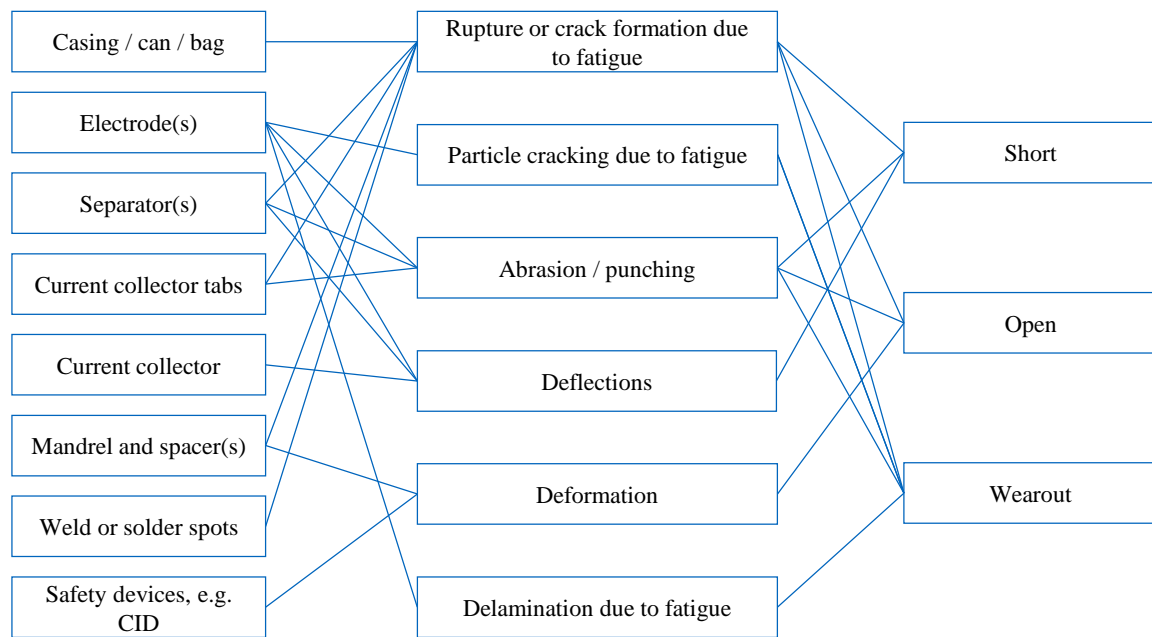 Casing / can / bag
Electrode(s)
Separator(s)
Current collector tabs
Current collector
Mandrel and spacer(s)
Weld or solder spots
Safety devices, e.g.
CID
Rupture or crack formation due
to fatigue
Particle cracking due to fatigue
Abrasion / punching
Deflections
Deformation
Delamination due to fatigue
Short
Open
Wearout